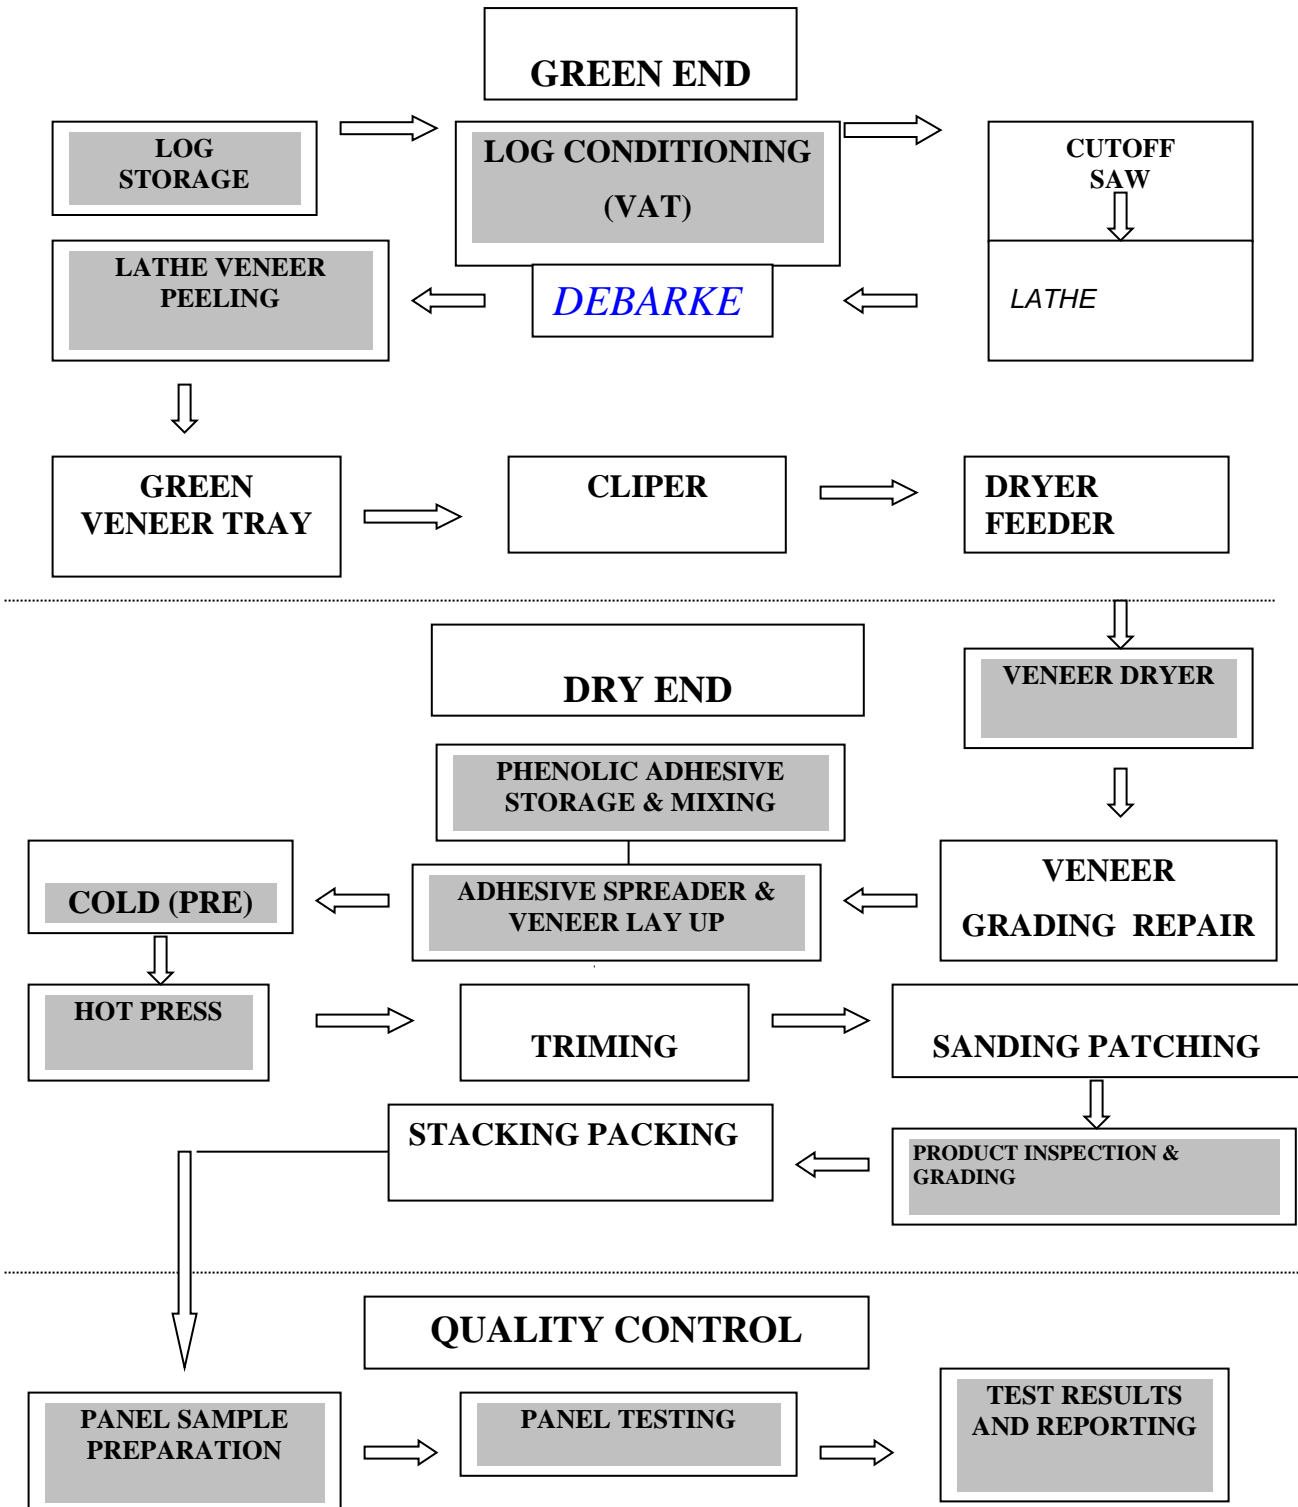 GREEN END
LOG
STORAGE
LOG CONDITIONING
(VAT)
CUTOFF
SAW
LATHE VENEER
PEELING
DEBARKE
LATHE
GREEN
VENEER TRAY
CLIPER
DRYER
FEEDER
DRY END
VENEER DRYER
PHENOLIC ADHESIVE
STORAGE & MIXING
COLD (PRE)
ADHESIVE SPREADER &
VENEER LAY UP
VENEER
GRADING REPAIR
HOT PRESS
TRIMING
SANDING PATCHING
STACKING PACKING
PRODUCT INSPECTION &
GRADING
QUALITY CONTROL
PANEL SAMPLE
PREPARATION
PANEL TESTING
TEST RESULTS
AND REPORTING